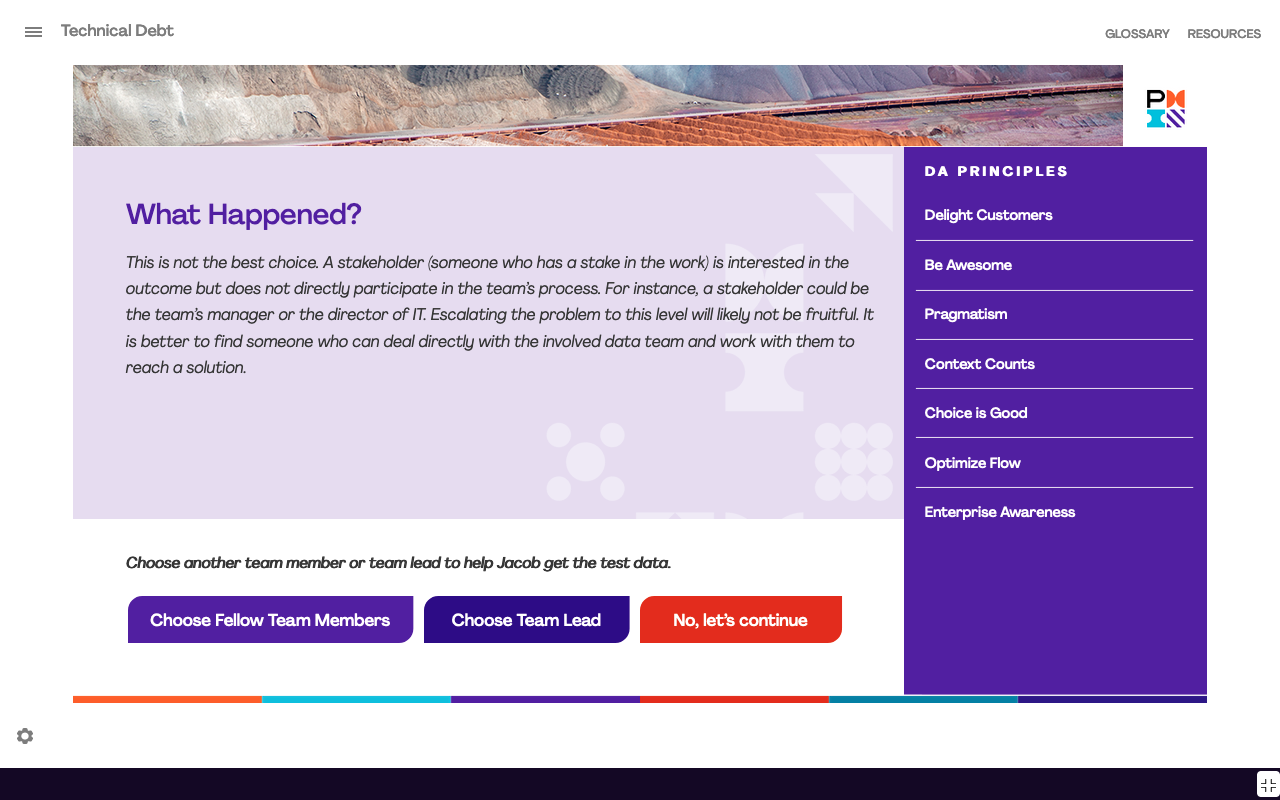 Technical Debt
GLOSSARY
RESOURCES
P
What Happened?
This is not the best choice. A stakeholder (someone who has a stake in the work) is interested in the
outcome but does not directly participate in the team's process. For instance, a stakeholder could be
the team's manager or the director of IT. Escalating the problem to this level will likely not be fruitful. It
is better to find someone who can deal directly with the involved data team and work with them to
reach a solution.
Choose another team member or team lead to help Jacob get the test data.
Choose Fellow Team Members
Choose Team Lead
No, let's continue
DA PRINCIPLES
Delight Customers
Be Awesome
Pragmatism
Context Counts
Choice is Good
Optimize Flow
Enterprise Awareness